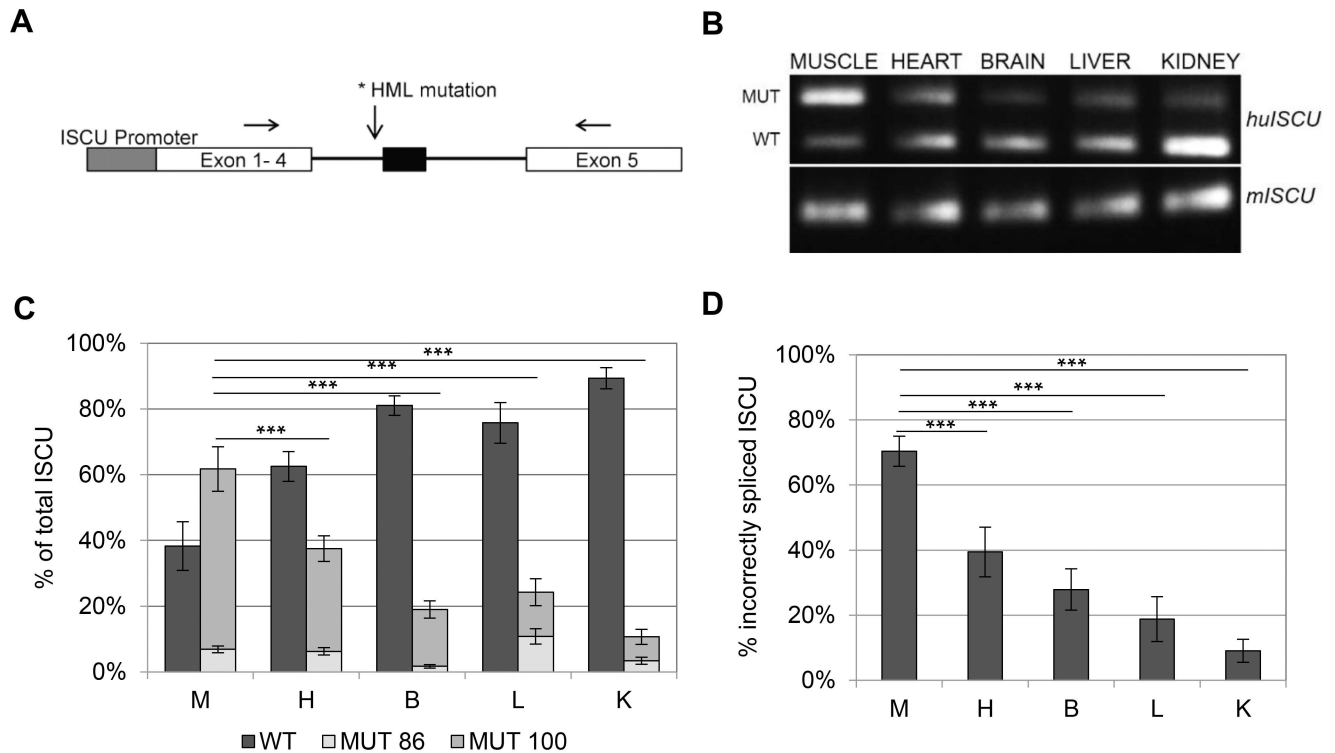 A
* HML mutation
ISCU Promoter
Exon 1- 4
Exon 5
B
MUSCLE HEART BRAIN LIVER KIDNEY
MUT
WT
huISCU
mISCU
C
% of total ISCU
100%
80%
60%
40%
20%
0%
***
***
***
***
M H B L K
WT MUT 86 MUT 100
D
% incorrectly spliced ISCU
100%
80%
60%
40%
20%
0%
***
***
***
***
M H B L K